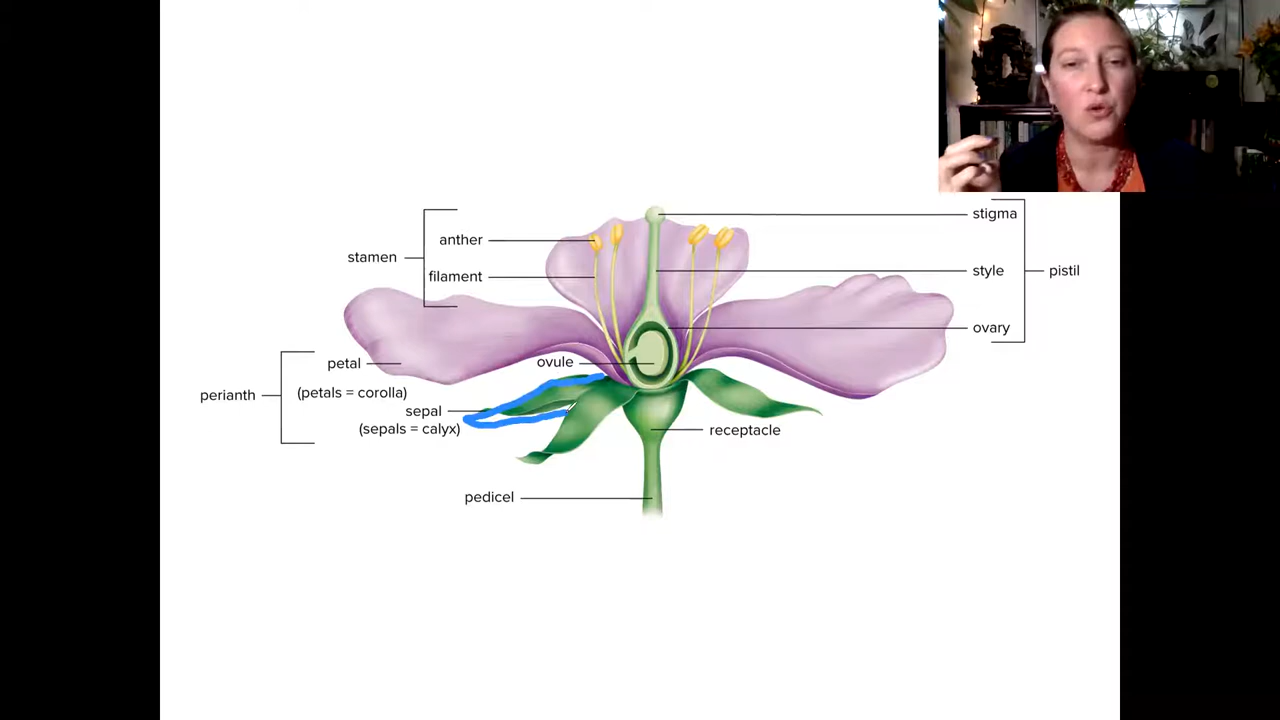 stigma
anther
stamen
style
pistil
filament
ovary
ovule
petal
perianth
(petals = corolla)
sepal
(sepals = calyx)
receptacle
pedicel